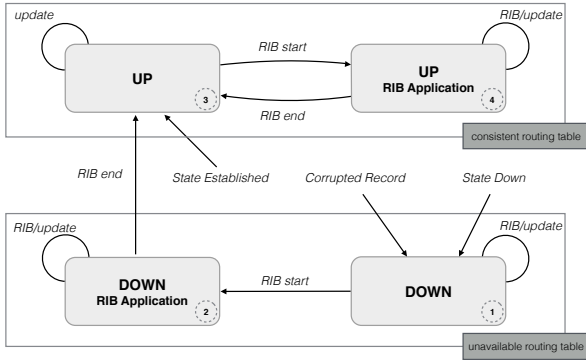 update
RIB/update
RIB start
UP
UP
RIB Application
3
4
RIB end
consistent routing table
RIB end
State Established
Corrupted Record
State Down
RIB/update
RIB/update
DOWN
RIB Application
RIB start
DOWN
2
1
unavailable routing table